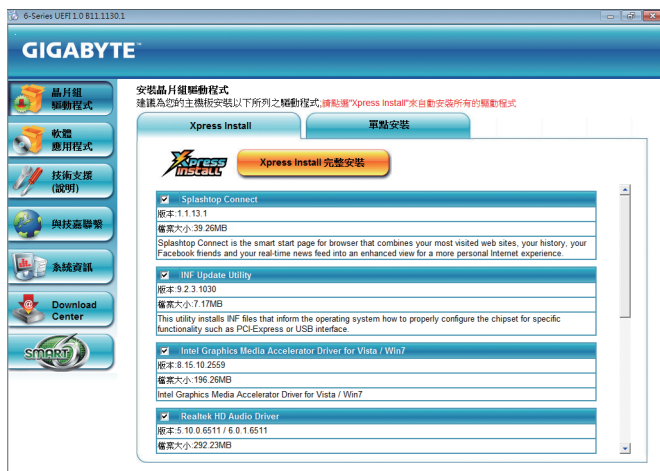 6-Series UEFI 1.0 B11.1130.1
GIGABYTE™
晶片組
驅動程式
軟體
應用程式
技術支援
(說明)
與技嘉聯繫
系統資訊
Download
Center
SMART
安裝晶片組驅動程式
建議為您的主機板安裝以下所列之驅動程式;請點選"Xpress Install"來自動安裝所有的驅動程式
Xpress Install
單點安裝
Xpress
Install
Xpress Install 完整安裝
Splashtop Connect
版本:1.1.13.1
檔案大小:39.26MB
Splashtop Connect is the smart start page for browser that combines your most visited web sites, your history, your
Facebook friends and your real-time news feed into an enhanced view for a more personal Internet experience.
INF Update Utility
版本:9.2.3.1030
檔案大小:7.17MB
This utility installs INF files that inform the operating system how to properly configure the chipset for specific
functionality such as PCI-Express or USB interface.
Intel Graphics Media Accelerator Driver for Vista / Win7
版本:8.15.10.2559
檔案大小:196.26MB
Intel Graphics Media Accelerator Driver for Vista / Win7
Realtek HD Audio Driver
版本:5.10.0.6511 / 6.0.1.6511
檔案大小:292.23MB